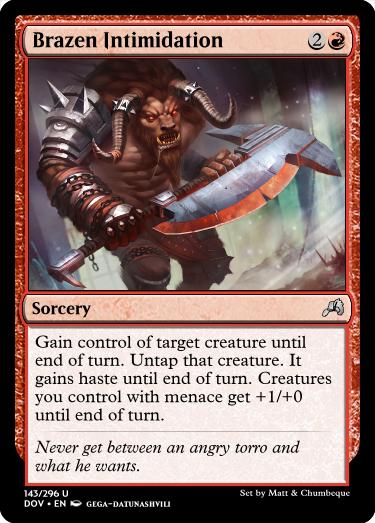 Brazen Intimidation 2
Sorcery
Gain control of target creature until
end of turn. Untap that creature. It
gains haste until end of turn. Creatures
you control with menace get +1/+0
until end of turn.
Never get between an angry torro and
what he wants.
143/296 U
DOV • EN GEGA-DATUNASHVILI
Set by Matt & Chumbeque